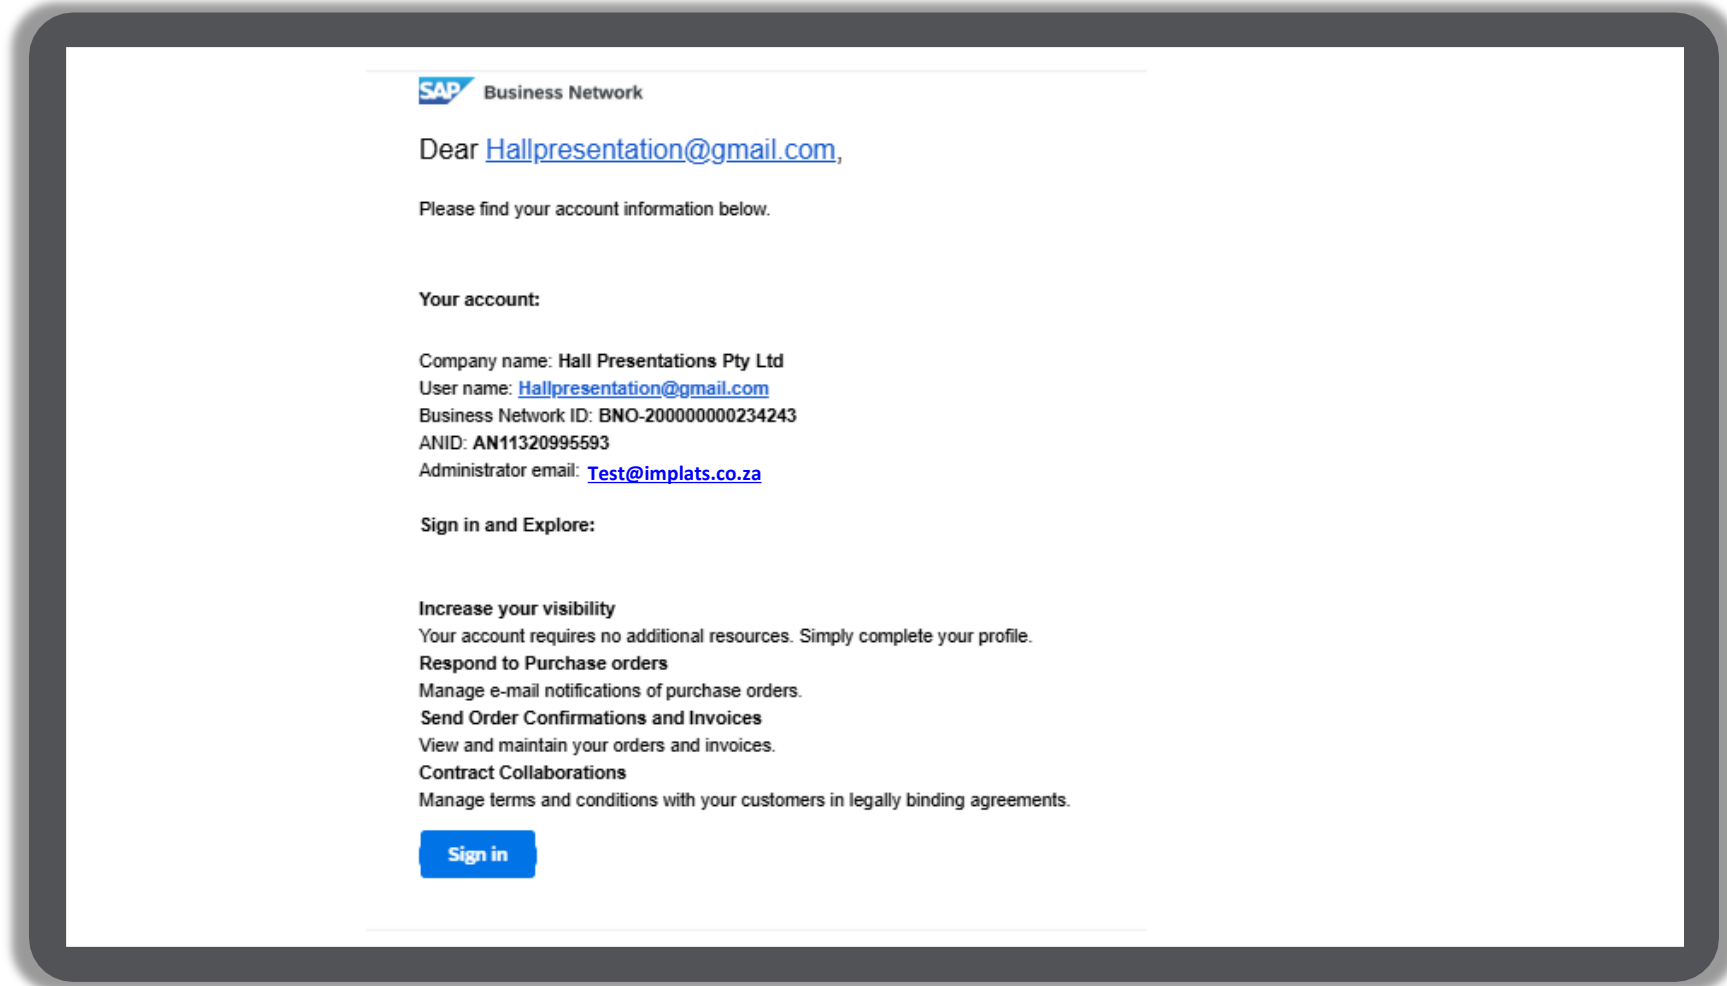 SAP Business Network
Dear Hallpresentation@gmail.com,
Please find your account information below.
Your account:
Company name: Hall Presentations Pty Ltd
User name: Hallpresentation@gmail.com
Business Network ID: BNO-200000000234243
ANID: AN11320995593
Administrator email: Test@implats.co.za
Sign in and Explore:
Increase your visibility
Your account requires no additional resources. Simply complete your profile.
Respond to Purchase orders
Manage e-mail notifications of purchase orders.
Send Order Confirmations and Invoices
View and maintain your orders and invoices.
Contract Collaborations
Manage terms and conditions with your customers in legally binding agreements.
Sign in